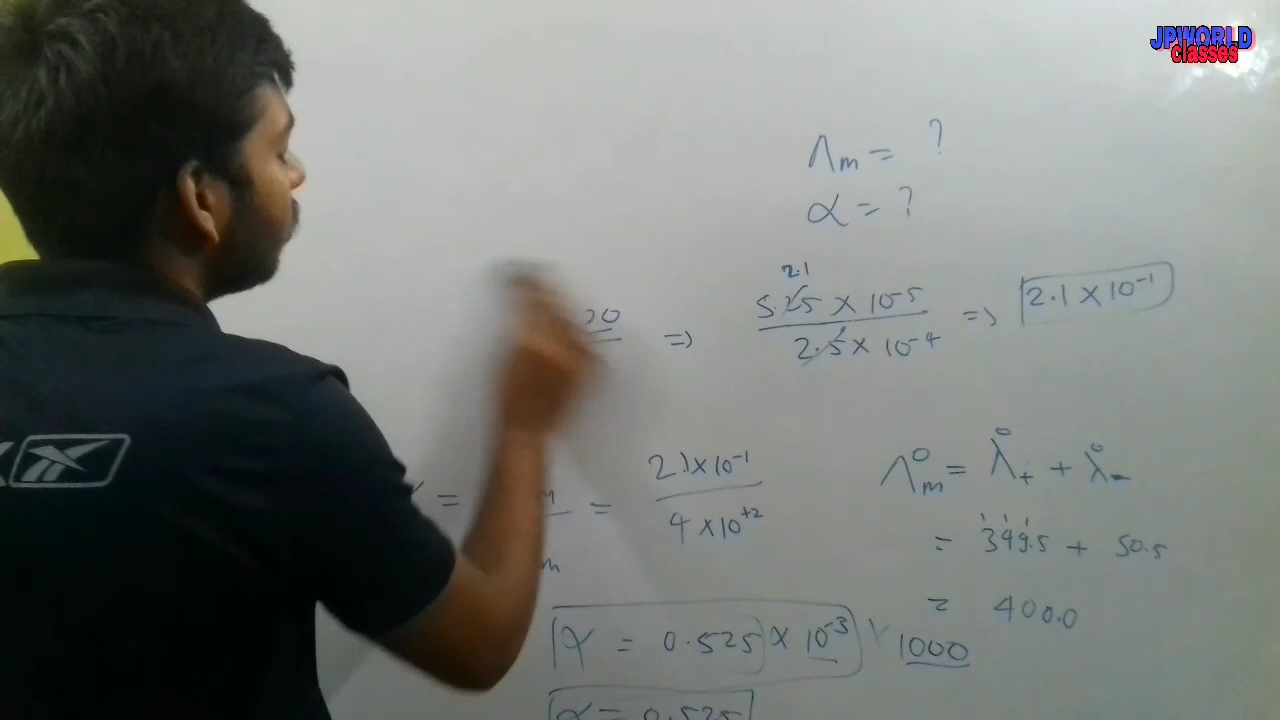 JPWORLD
classes
Λm = ?
α = ?
2.1
=> 5.25 × 10⁻⁵ / 2.5 × 10⁻⁴ => 2.1 × 10⁻¹
= 2.1 × 10⁻¹ / 4 × 10⁺²
Λ°m = λ°+ + λ°-
= 349.5 + 50.5
= 400.0
α = 0.525 × 10⁻³ × 1000
α = 0.525